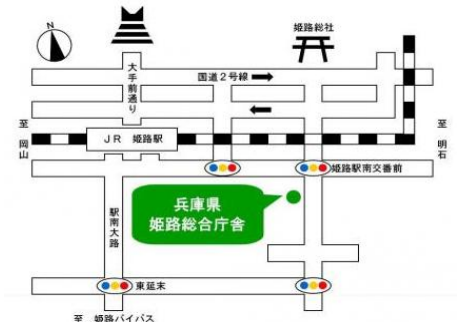 姫路総社
大手前通り
国道2号線
至 岡山
JR 姫路駅
至 明石
姫路駅南交番前
兵庫県
姫路総合庁舎
駅南大路
東延末
至 姫路バイパス